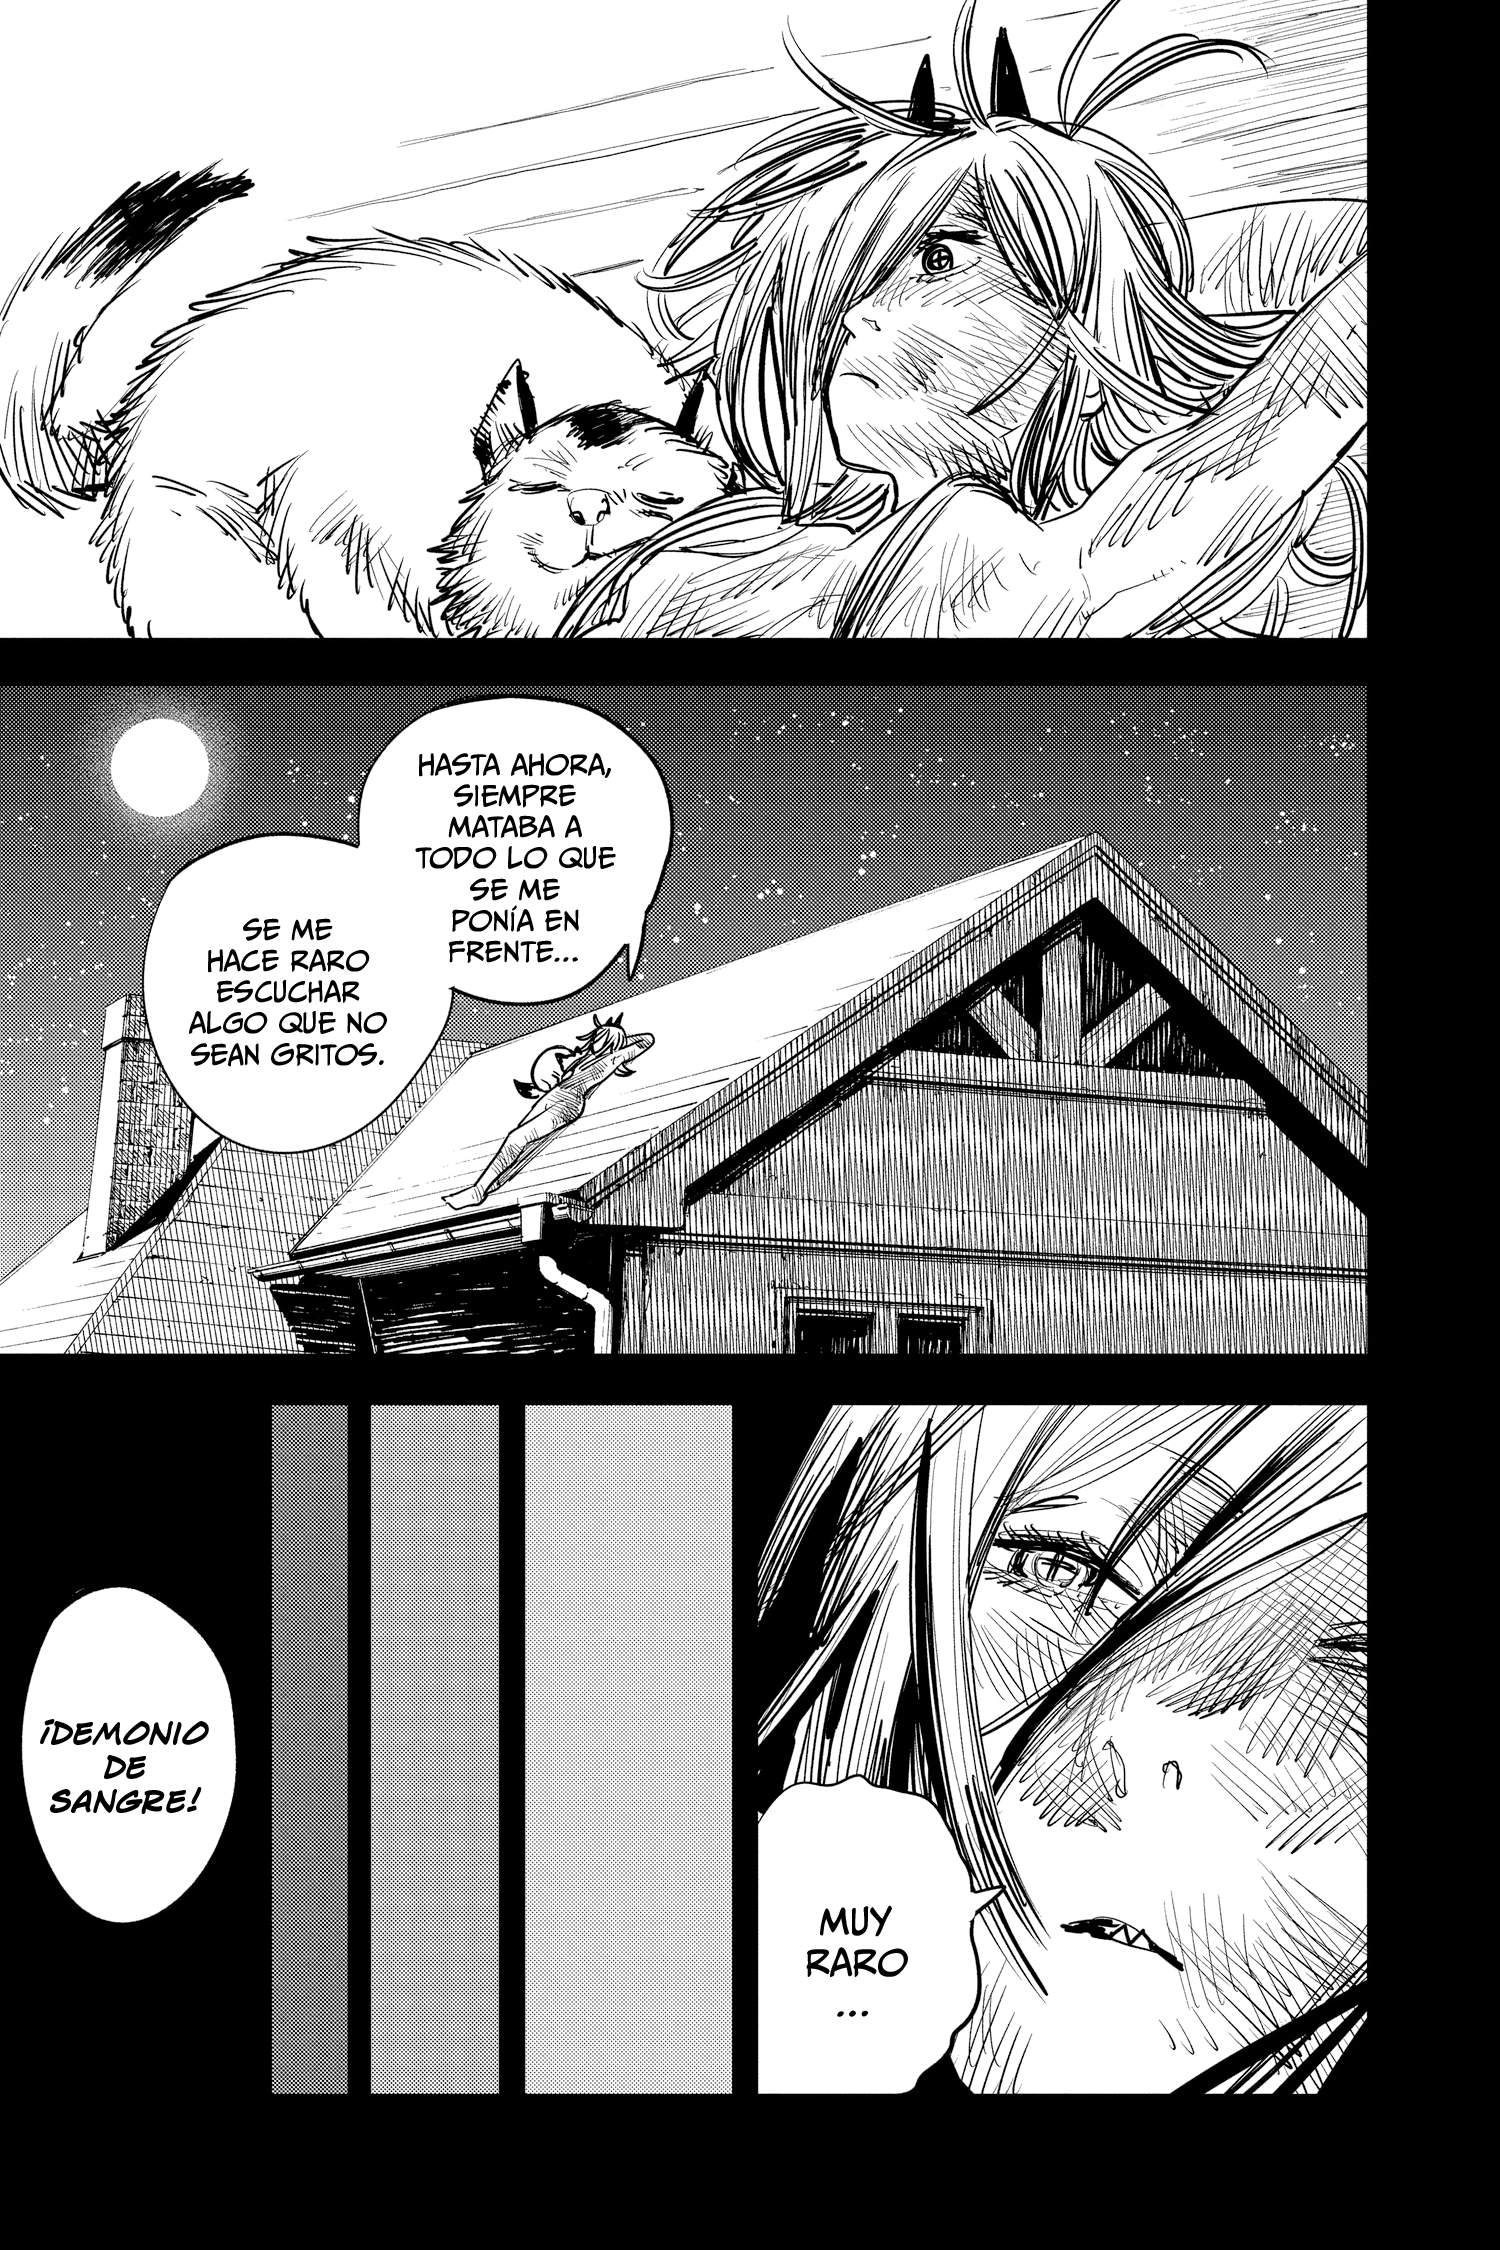 HASTA AHORA,
SIEMPRE
MATABA A
TODO LO QUE
SE ME
PONÍA EN
FRENTE...
SE ME
HACE RARO
ESCUCHAR
ALGO QUE NO
SEAN GRITOS.
MUY
RARO
...
¡DEMONIO
DE
SANGRE!